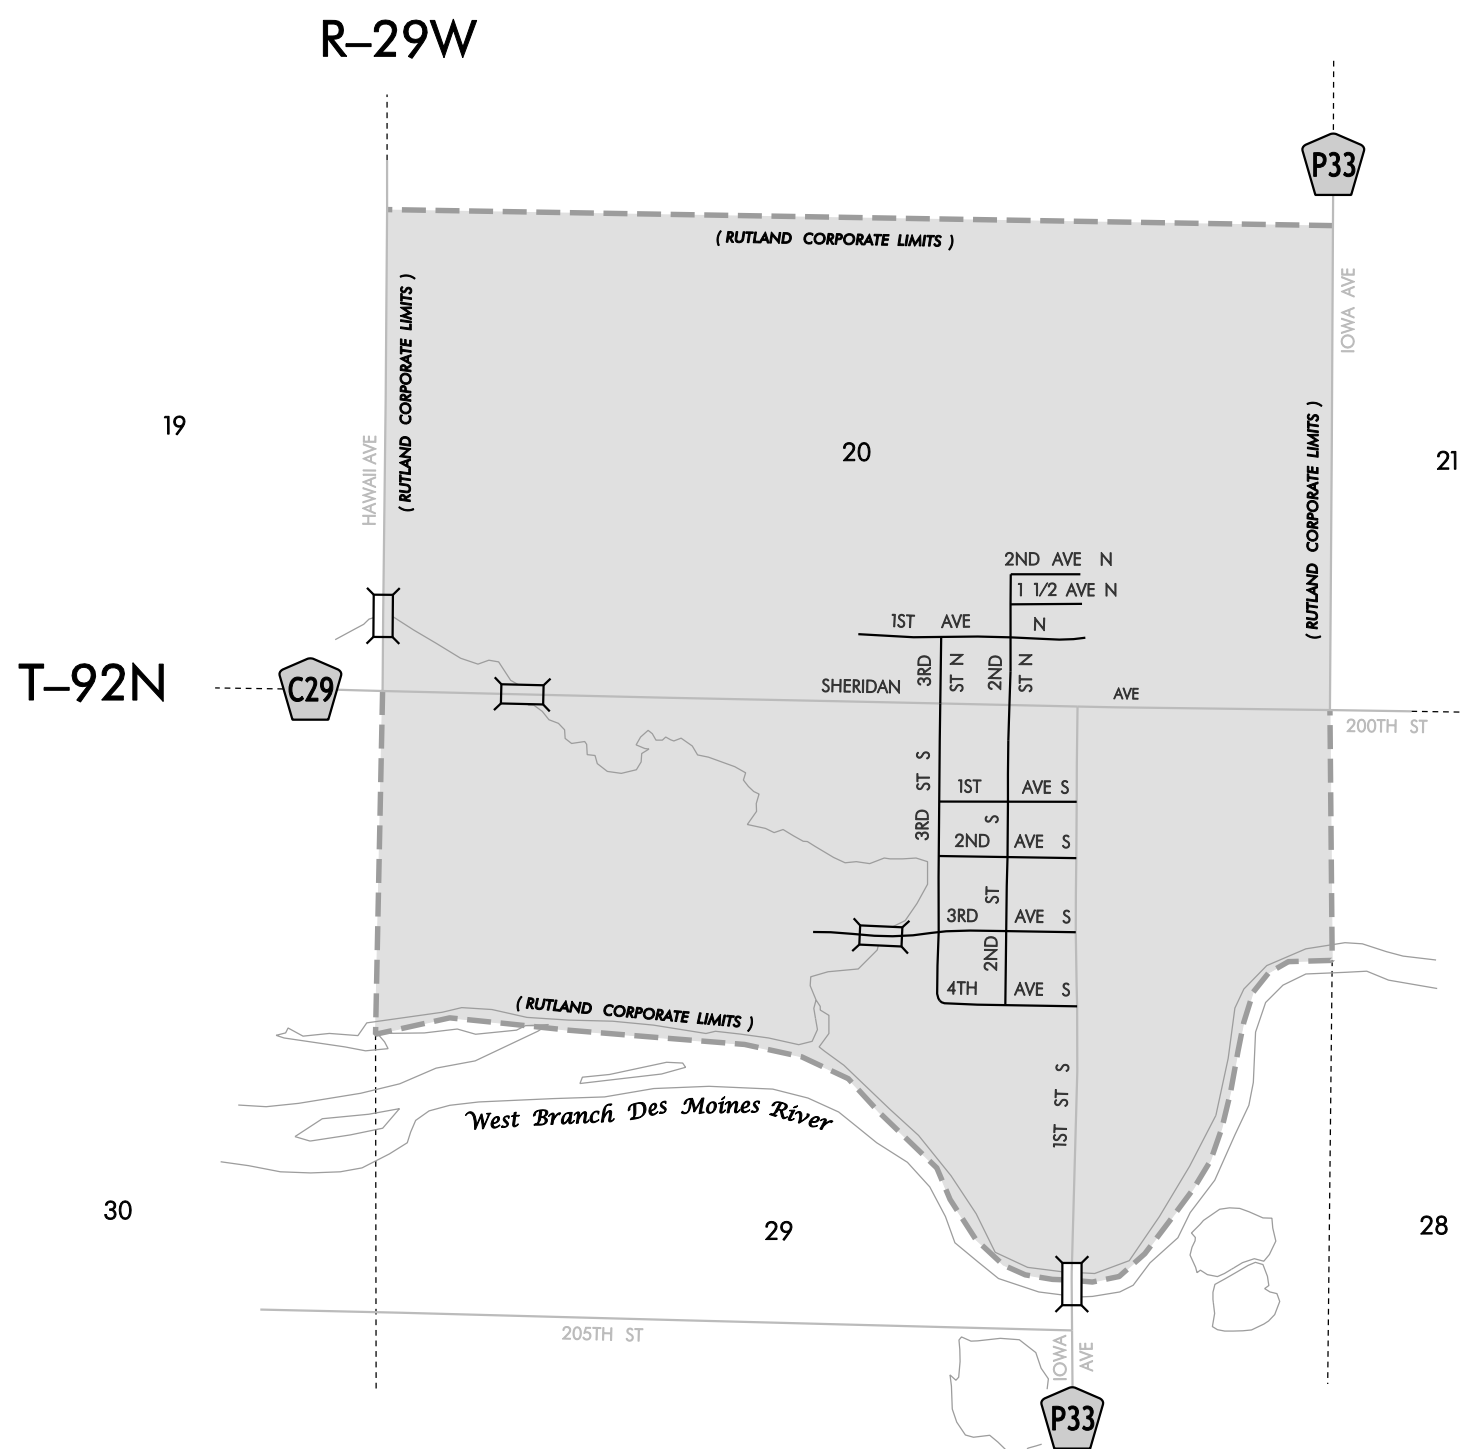 R–29W
P33
( RUTLAND CORPORATE LIMITS )
IOWA AVE
( RUTLAND CORPORATE LIMITS )
( RUTLAND CORPORATE LIMITS )
19
20
21
HAWAII AVE
2ND AVE N
1 1/2 AVE N
1ST AVE N
3RD ST N
2ND ST N
T–92N
C29
SHERIDAN AVE
200TH ST
3RD ST S
1ST AVE S
2ND ST S
2ND AVE S
3RD AVE S
4TH AVE S
( RUTLAND CORPORATE LIMITS )
1ST ST S
West Branch Des Moines River
30
29
28
205TH ST
IOWA AVE
P33